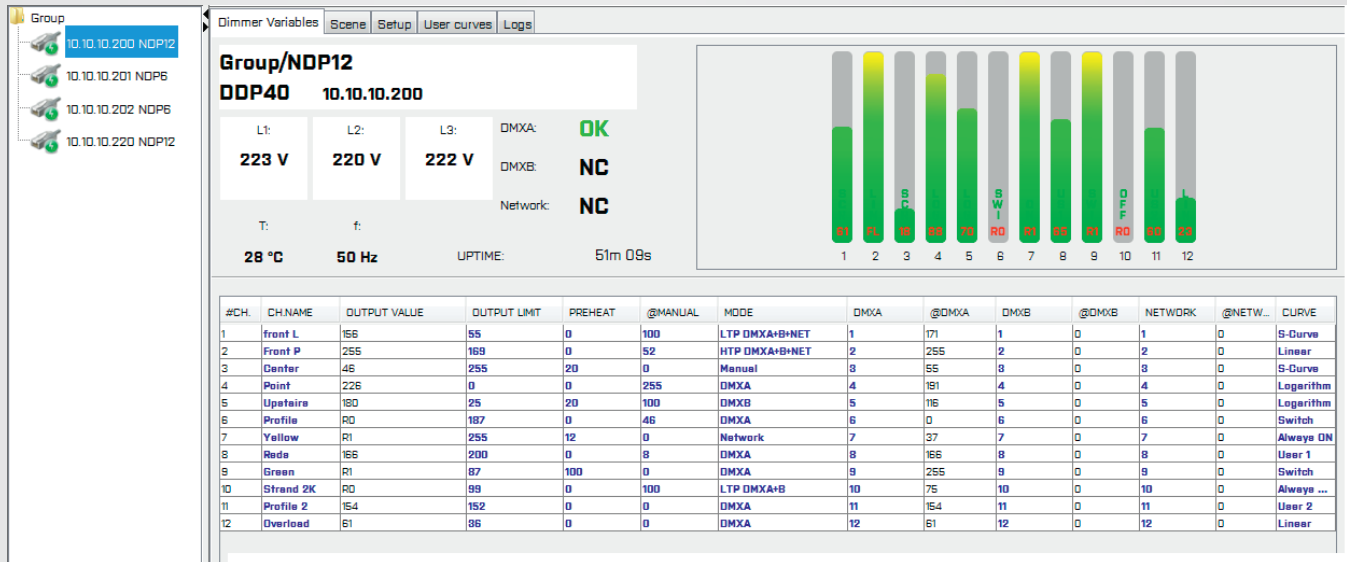 Group
10.10.10.200 NDP12
10.10.10.201 NDP6
10.10.10.202 NDP6
10.10.10.220 NDP12
Dimmer Variables Scene Setup User curves Logs
Group/NDP12
DDP40 10.10.10.200
L1: L2: L3: DMXA: OK
223 V 220 V 222 V DMXB: NC
Network: NC
T: f:
28 °C 50 Hz UPTIME: 51m 09s
SC SWI OFF
61 FL 18 88 70 R0 R1 65 R1 R0 60 23
1 2 3 4 5 6 7 8 9 10 11 12
#CH. CH.NAME OUTPUT VALUE OUTPUT LIMIT PREHEAT @MANUAL MODE DMXA @DMXA DMXB @DMXB NETWORK @NETW... CURVE
1 front L 156 55 0 100 LTP DMXA+B+NET 1 171 1 0 1 0 S-Curve
2 Front P 255 169 0 52 HTP DMXA+B+NET 2 255 2 0 2 0 Linear
3 Center 46 255 20 0 Manual 3 55 3 0 3 0 S-Curve
4 Point 226 0 0 255 DMXA 4 191 4 0 4 0 Logarithm
5 Upstairs 180 25 20 100 DMXB 5 116 5 0 5 0 Logarithm
6 Profile R0 187 0 46 DMXA 6 0 6 0 6 0 Switch
7 Yellow R1 255 12 0 Network 7 37 7 0 7 0 Always ON
8 Reds 166 200 0 8 DMXA 8 166 8 0 8 0 User 1
9 Green R1 87 100 0 DMXA 9 255 9 0 9 0 Switch
10 Strand 2K R0 99 0 100 LTP DMXA+B 10 75 10 0 10 0 Always ...
11 Profile 2 154 152 0 0 DMXA 11 154 11 0 11 0 User 2
12 Overload 61 36 0 0 DMXA 12 61 12 0 12 0 Linear